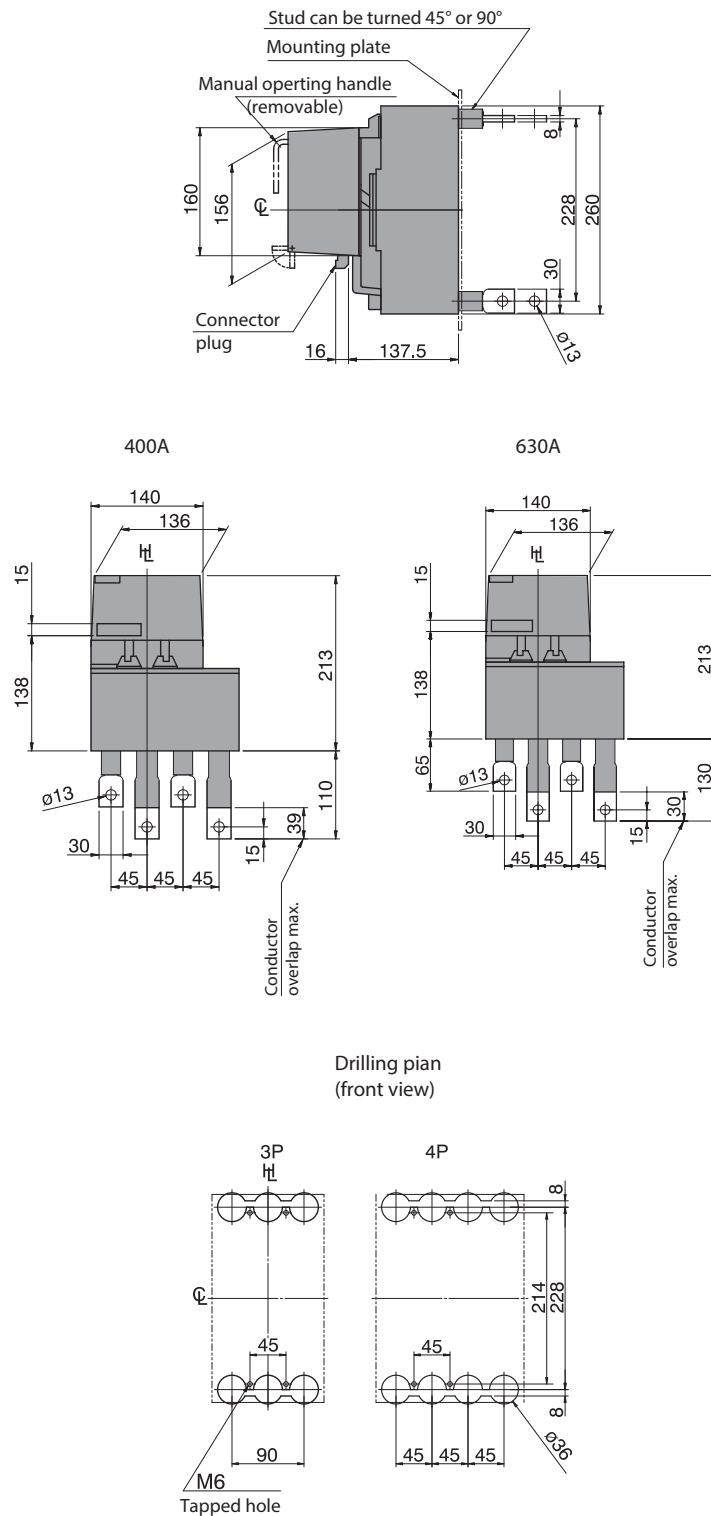 Stud can be turned 45° or 90°
Mounting plate
Manual operting handle
(removable)
8
160
156
℄
228
260
30
Connector
plug
16
137.5
ø13
400A
630A
140
136
℄
15
138
213
ø13
110
39
30
15
45
45
45
Conductor
overlap max.
140
136
℄
15
138
213
65
ø13
130
30
30
15
45
45
45
Conductor
overlap max.
Drilling pian
(front view)
3P
4P
℄
8
℄
214
228
45
45
8
90
45
45
45
ø36
M6
Tapped hole